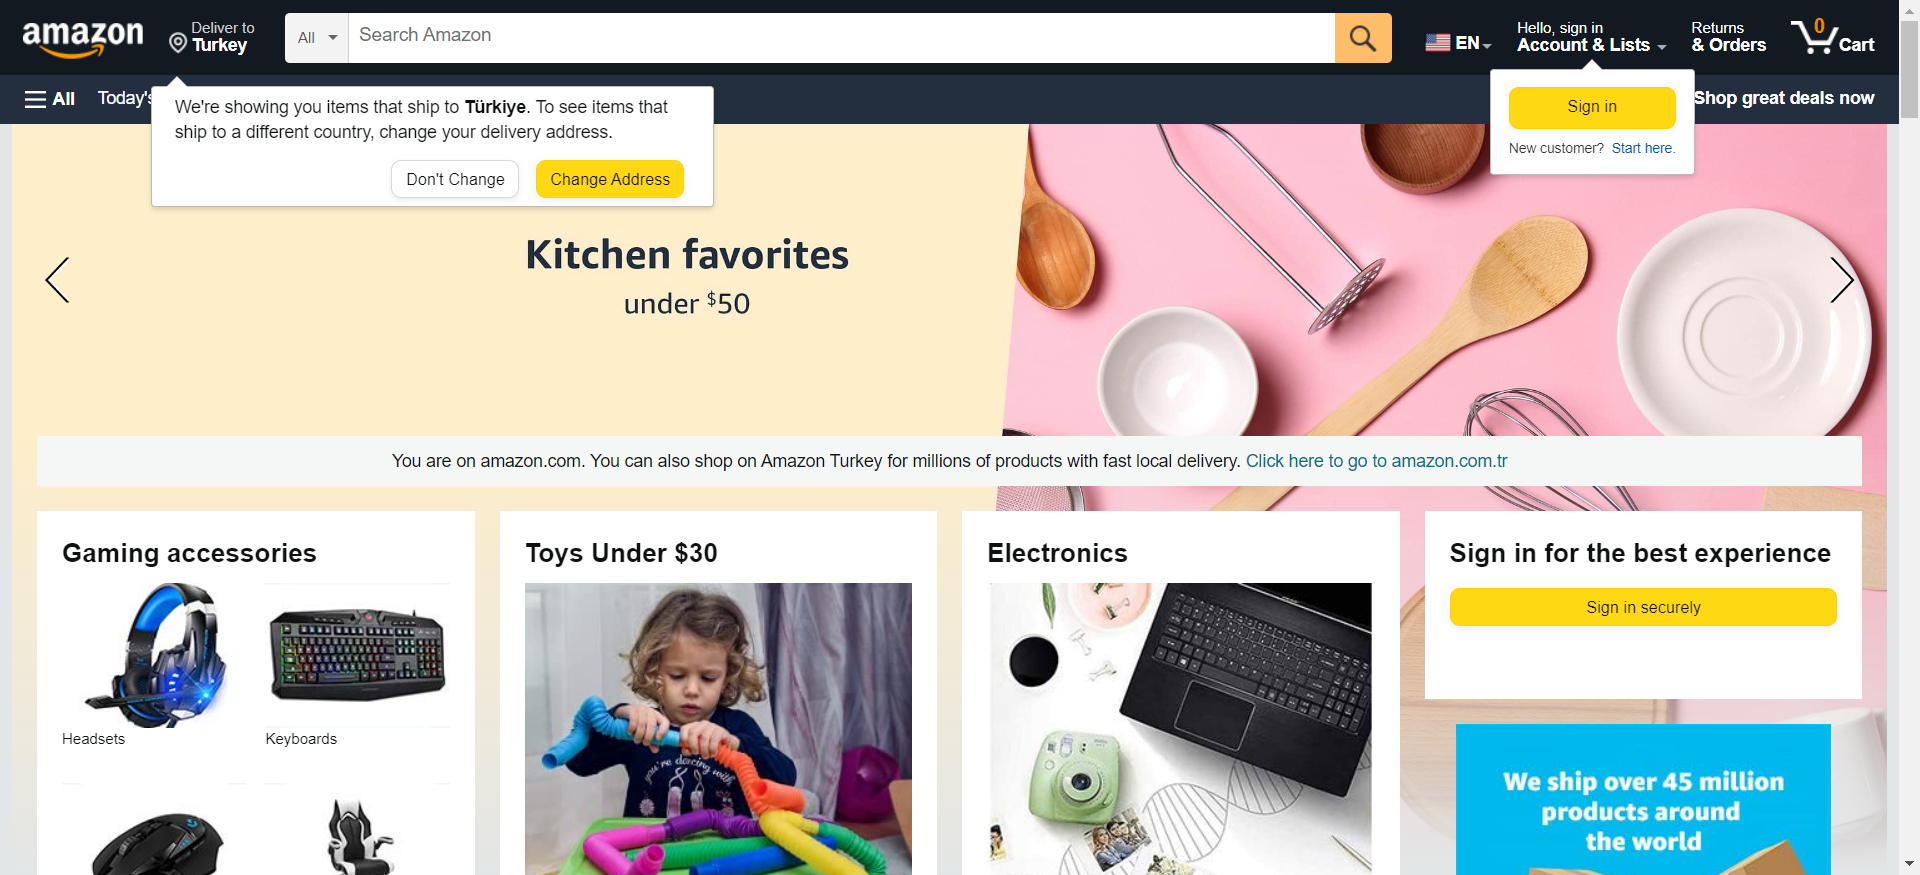 amazon
Deliver to
Turkey
All
Search Amazon
EN
Hello, sign in
Account & Lists
Returns
& Orders
0
Cart
All
Today's
Shop great deals now
We're showing you items that ship to Türkiye. To see items that
ship to a different country, change your delivery address.
Don't Change
Change Address
Sign in
New customer? Start here.
Kitchen favorites
under $50
You are on amazon.com. You can also shop on Amazon Turkey for millions of products with fast local delivery. Click here to go to amazon.com.tr
Gaming accessories
Headsets
Keyboards
Toys Under $30
you're dancing with
Electronics
Sign in for the best experience
Sign in securely
We ship over 45 million
products around
the world